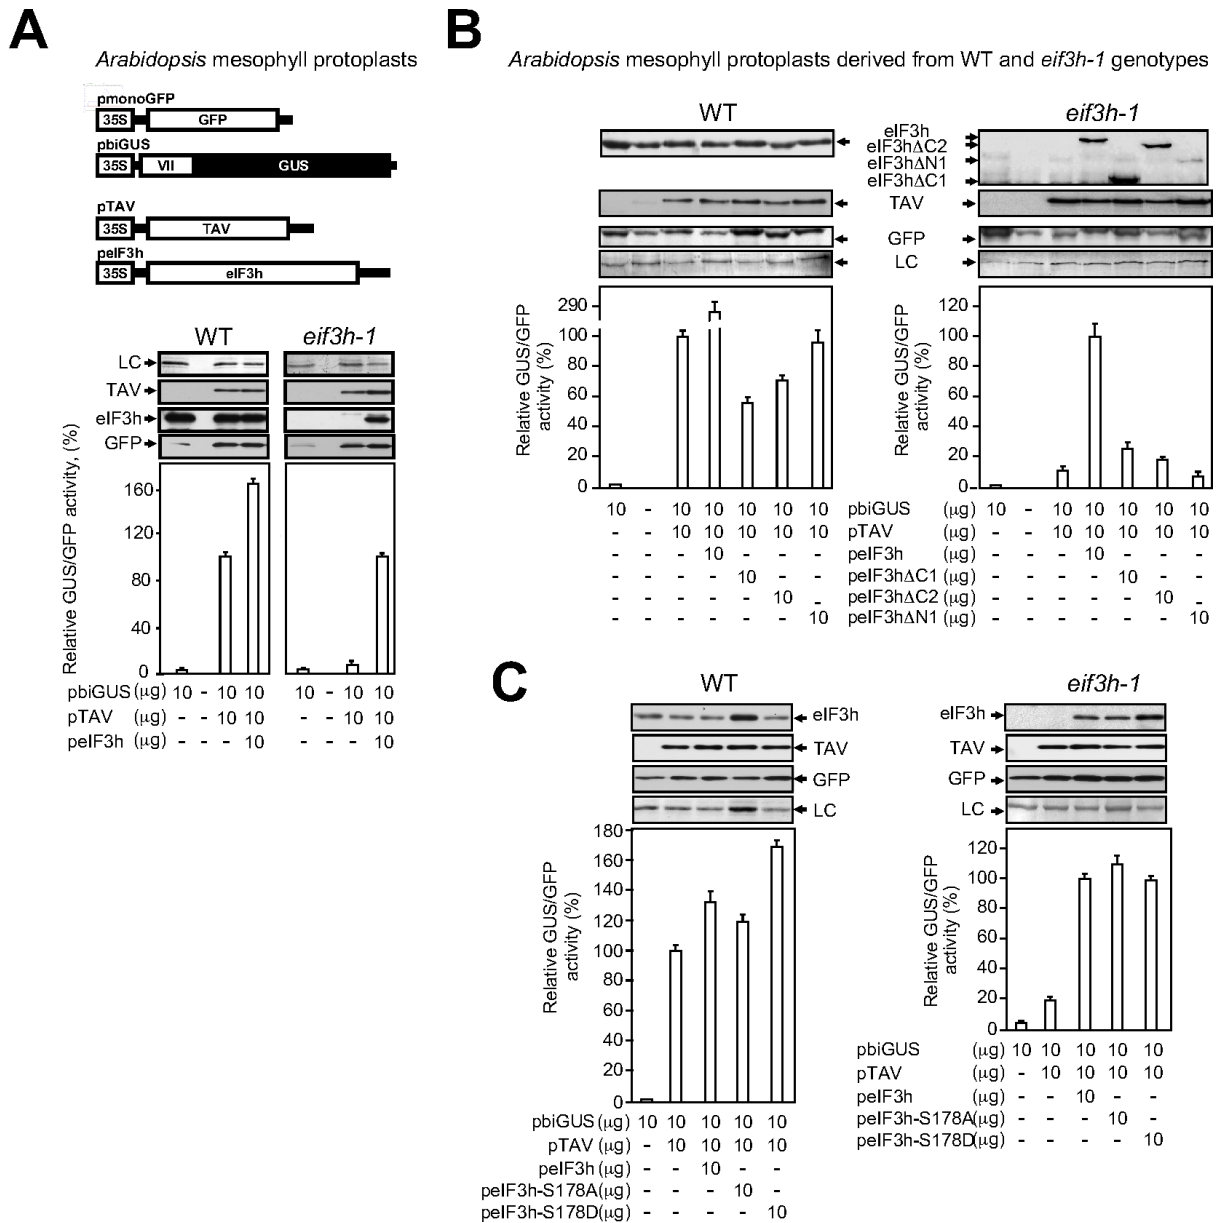 A
Arabidopsis mesophyll protoplasts
pmonoGFP
35S GFP
pbiGUS
35S VII GUS
pTAV
35S TAV
peIF3h
35S eIF3h
WT eif3h-1
LC
TAV
eIF3h
GFP
Relative GUS/GFP activity, (%)
160
120
80
40
0
pbiGUS (μg) 10 - 10 10 10 - 10 10
pTAV (μg) - - 10 10 - - 10 10
peIF3h (μg) - - - 10 - - - 10
B
Arabidopsis mesophyll protoplasts derived from WT and eif3h-1 genotypes
WT eif3h-1
eIF3h
eIF3hΔC2
eIF3hΔN1
eIF3hΔC1
TAV
GFP
LC
Relative GUS/GFP
activity (%)
290
100
80
60
40
20
0
Relative GUS/GFP
activity (%)
120
100
80
60
40
20
0
10 - 10 10 10 10 10 pbiGUS (μg) 10 - 10 10 10 10 10
- - 10 10 10 10 10 pTAV (μg) - - 10 10 10 10 10
- - - 10 - - - peIF3h (μg) - - - 10 - - -
- - - - 10 - - peIF3hΔC1 (μg) - - - - 10 - -
- - - - - 10 - peIF3hΔC2 (μg) - - - - - 10 -
- - - - - - 10 peIF3hΔN1 (μg) - - - - - - 10
C
WT
eIF3h
TAV
GFP
LC
Relative GUS/GFP
activity (%)
180
160
140
120
100
80
60
40
20
0
pbiGUS (μg) 10 10 10 10 10
pTAV (μg) - 10 10 10 10
peIF3h (μg) - - 10 - -
peIF3h-S178A (μg) - - - 10 -
peIF3h-S178D (μg) - - - - 10
eif3h-1
eIF3h
TAV
GFP
LC
Relative GUS/GFP
activity (%)
120
100
80
60
40
20
0
pbiGUS (μg) 10 10 10 10 10
pTAV (μg) - 10 10 10 10
peIF3h (μg) - - 10 - -
peIF3h-S178A (μg) - - - 10 -
peIF3h-S178D (μg) - - - - 10